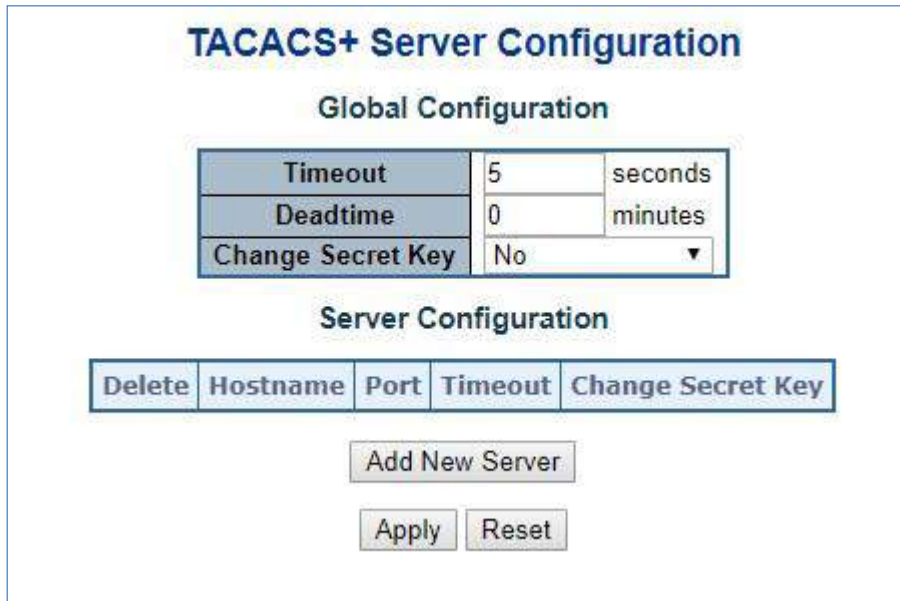 TACACS+ Server Configuration
Global Configuration
Timeout 5 seconds
Deadtime 0 minutes
Change Secret Key No
Server Configuration
Delete Hostname Port Timeout Change Secret Key
Add New Server
Apply Reset